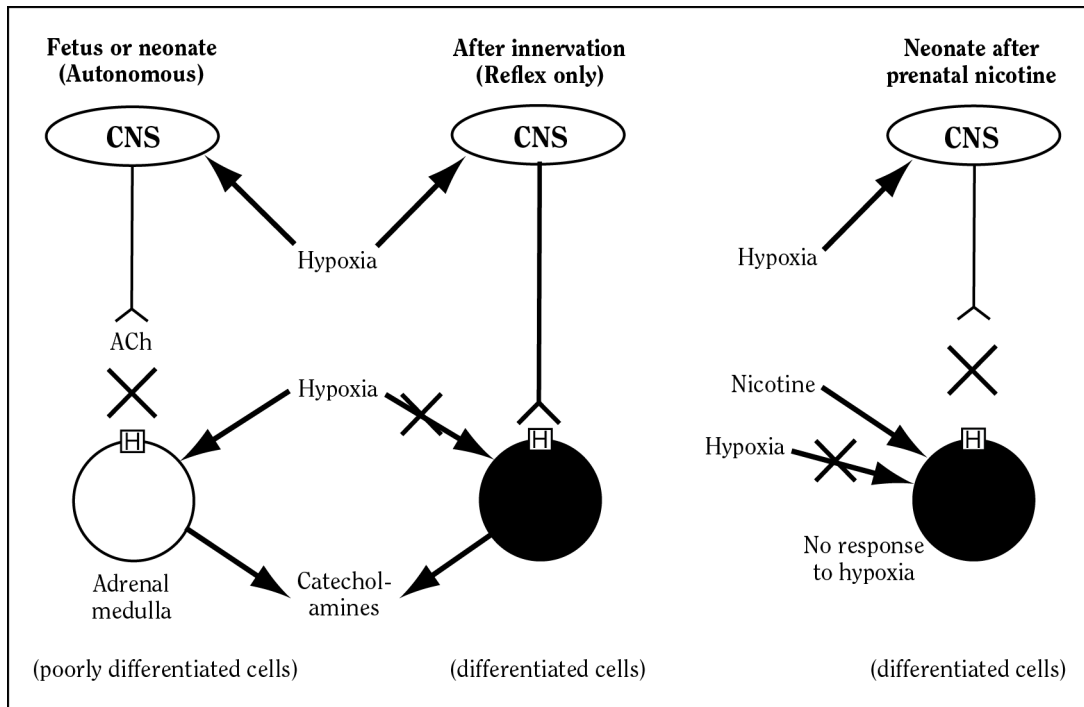 Fetus or neonate
(Autonomous)
After innervation
(Reflex only)
Neonate after
prenatal nicotine
CNS
CNS
CNS
Hypoxia
Hypoxia
ACh
Hypoxia
Nicotine
Hypoxia
H
H
H
No response
to hypoxia
Adrenal
medulla
Catechol-
amines
(poorly differentiated cells)
(differentiated cells)
(differentiated cells)